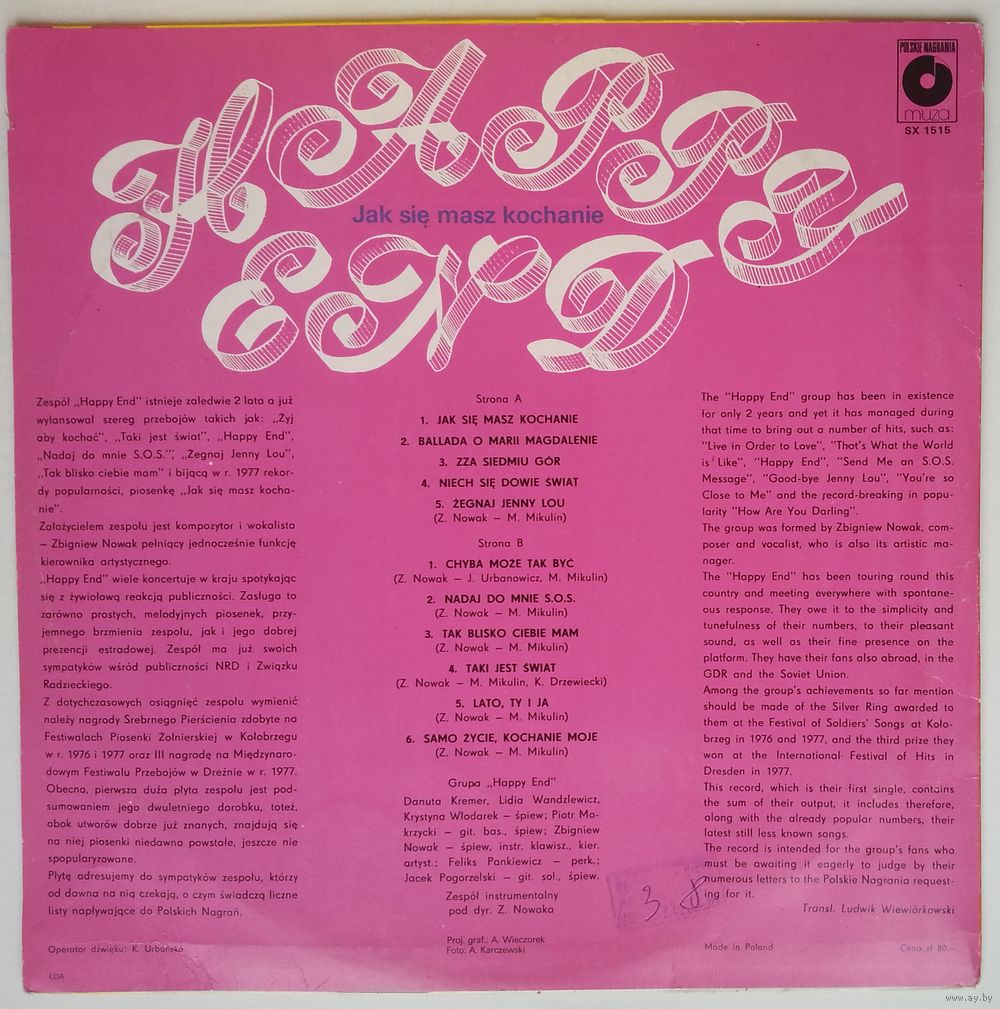 POLSKIE NAGRANIA
muza
SX 1515
HAPPY
Jak się masz kochanie
END
Zespół „Happy End" istnieje zaledwie 2 lata a już
wylansował szereg przebojów takich jak: „Żyj
aby kochać", „Taki jest świat", „Happy End",
„Nadaj do mnie S.O.S.", „Żegnaj Jenny Lou",
„Tak blisko ciebie mam" i bijącą w r. 1977 rekor-
dy popularności, piosenkę „Jak się masz kocha-
nie".
Założycielem zespołu jest kompozytor i wokalista
– Zbigniew Nowak pełniący jednocześnie funkcję
kierownika artystycznego.
„Happy End" wiele koncertuje w kraju spotykając
się z żywiołową reakcją publiczności. Zasługa to
zarówno prostych, melodyjnych piosenek, przy-
jemnego brzmienia zespołu, jak i jego dobrej
prezencji estradowej. Zespół ma już swoich
sympatyków wśród publiczności NRD i Związku
Radzieckiego.
Z dotychczasowych osiągnięć zespołu wymienić
należy nagrody Srebrnego Pierścienia zdobyte na
Festiwalach Piosenki Żołnierskiej w Kołobrzegu
w r. 1976 i 1977 oraz III nagrodę na Międzynaro-
dowym Festiwalu Przebojów w Dreźnie w r. 1977.
Obecna, pierwsza duża płyta zespołu jest pod-
sumowaniem jego dwuletniego dorobku, toteż,
obok utworów dobrze już znanych, znajdują się
na niej piosenki niedawno powstałe, jeszcze nie
spopularyzowane.
Płytę adresujemy do sympatyków zespołu, którzy
od dawna na nią czekają, o czym świadczą liczne
listy napływające do Polskich Nagrań.
Operator dźwięku: K. Urbańska
ŁDA
Strona A
1. JAK SIĘ MASZ KOCHANIE
2. BALLADA O MARII MAGDALENIE
3. ZZA SIEDMIU GÓR
4. NIECH SIĘ DOWIE ŚWIAT
5. ŻEGNAJ JENNY LOU
(Z. Nowak – M. Mikulin)
Strona B
1. CHYBA MOŻE TAK BYĆ
(Z. Nowak – J. Urbanowicz, M. Mikulin)
2. NADAJ DO MNIE S.O.S.
(Z. Nowak – M. Mikulin)
3. TAK BLISKO CIEBIE MAM
(Z. Nowak – M. Mikulin)
4. TAKI JEST ŚWIAT
(Z. Nowak – M. Mikulin, K. Drzewiecki)
5. LATO, TY I JA
(Z. Nowak – M. Mikulin)
6. SAMO ŻYCIE, KOCHANIE MOJE
(Z. Nowak – M. Mikulin)
Grupa „Happy End"
Danuta Kremer, Lidia Wandzlewicz,
Krystyna Włodarek – śpiew; Piotr Mo-
krzycki – git. bas., śpiew; Zbigniew
Nowak – śpiew, instr. klawisz., kier.
artyst.; Feliks Pankiewicz – perk.;
Jacek Pogorzelski – git. sol., śpiew.
Zespół instrumentalny
pod dyr. Z. Nowaka
Proj. graf.: A. Wieczorek
Foto: A. Karczewski
The "Happy End" group has been in existence
for only 2 years and yet it has managed during
that time to bring out a number of hits, such as:
"Live in Order to Love", "That's What the World
is Like", "Happy End", "Send Me an S.O.S.
Message", "Good-bye Jenny Lou", "You're so
Close to Me" and the record-breaking in popu-
larity "How Are You Darling".
The group was formed by Zbigniew Nowak, com-
poser and vocalist, who is also its artistic ma-
nager.
The "Happy End" has been touring round this
country and meeting everywhere with spontane-
ous response. They owe it to the simplicity and
tunefulness of their numbers, to their pleasant
sound, as well as their fine presence on the
platform. They have their fans also abroad, in the
GDR and the Soviet Union.
Among the group's achievements so far mention
should be made of the Silver Ring awarded to
them at the Festival of Soldiers' Songs at Koło-
brzeg in 1976 and 1977, and the third prize they
won at the International Festival of Hits in
Dresden in 1977.
This record, which is their first single, contains
the sum of their output, it includes therefore,
along with the already popular numbers, their
latest still less known songs.
The record is intended for the group's fans who
must be awaiting it eagerly to judge by their
numerous letters to the Polskie Nagrania request-
ing for it.
Transl. Ludwik Wiewiórkowski
3 8
Made in Poland
Cena zł 80.–
www.ay.by